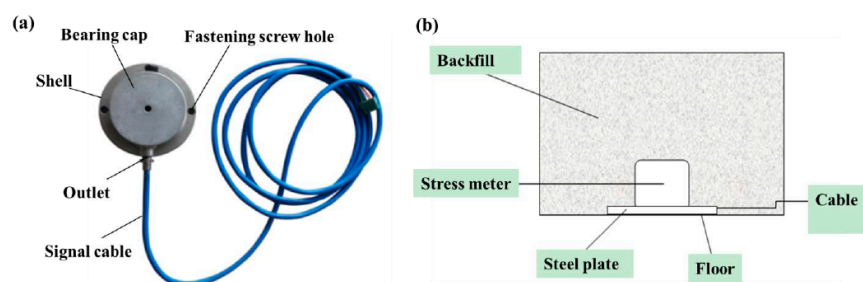 (a)
Bearing cap
Fastening screw hole
Shell
Outlet
Signal cable
(b)
Backfill
Stress meter
Cable
Steel plate
Floor